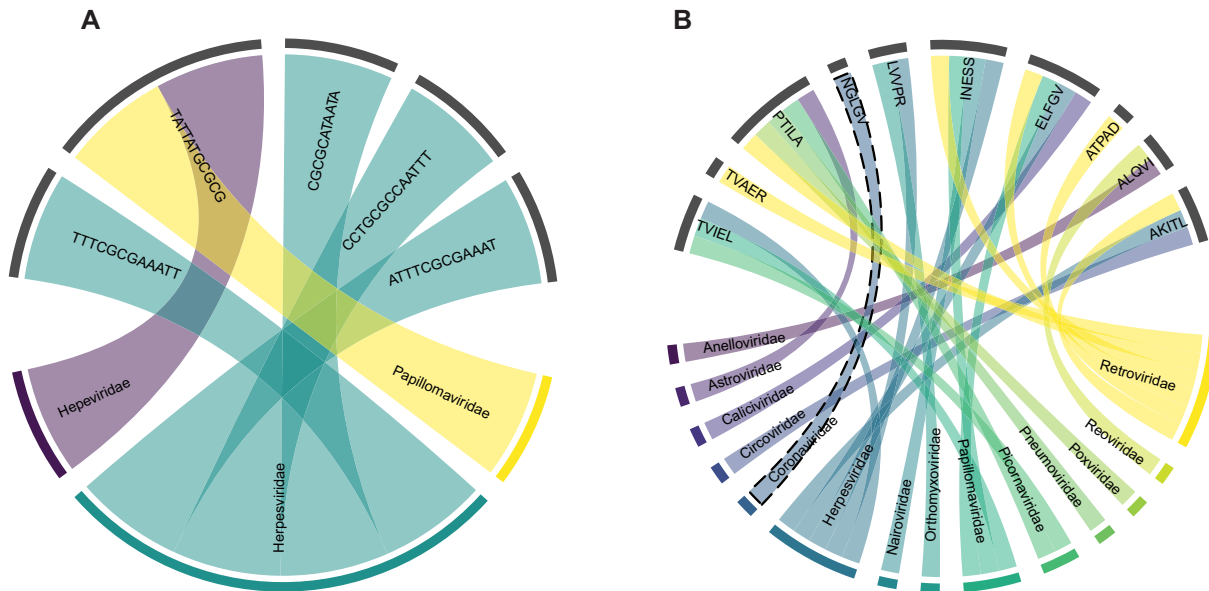 A
TATTATGCGCG
CGCGCATAATA
CCTGCGCCAATTT
ATTTCGCGAAAT
TTTCGCGAAATT
Hepeviridae
Herpesviridae
Papillomaviridae
B
TVIEL
TVAER
PTILA
NGLGV
LVVPR
INESS
ELFGV
ATPAD
ALQVI
AKITL
Anelloviridae
Astroviridae
Caliciviridae
Circoviridae
Coronaviridae
Herpesviridae
Nairoviridae
Orthomyxoviridae
Papillomaviridae
Picornaviridae
Pneumoviridae
Poxviridae
Reoviridae
Retroviridae